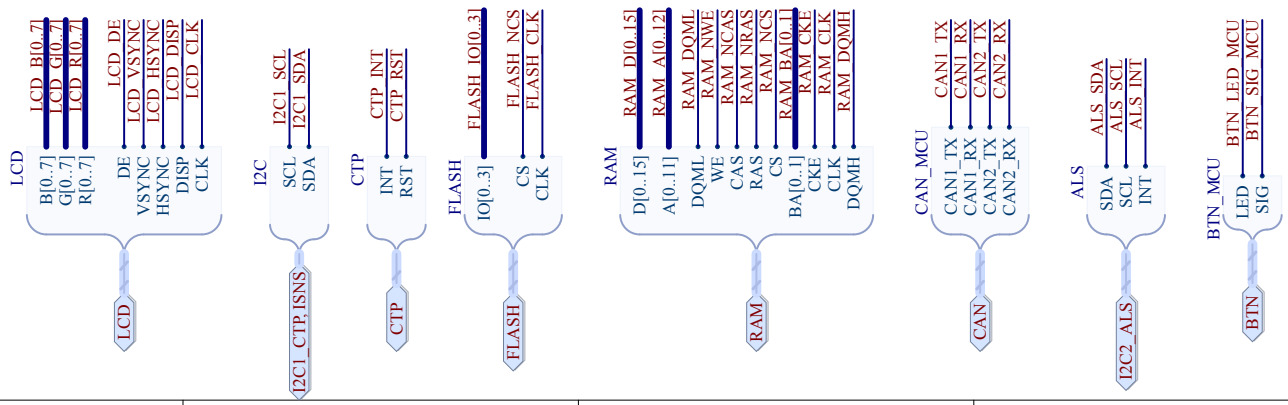 LCD_B[0..7]
LCD_G[0..7]
LCD_R[0..7]
LCD_DE
LCD_VSYNC
LCD_HSYNC
LCD_DISP
LCD_CLK
LCD
B[0..7]
G[0..7]
R[0..7]
DE
VSYNC
HSYNC
DISP
CLK
LCD
I2C1_SCL
I2C1_SDA
I2C
SCL
SDA
I2C1_CTP, ISNS
CTP_INT
CTP_RST
CTP
INT
RST
CTP
FLASH_IO[0..3]
FLASH_NCS
FLASH_CLK
FLASH
IO[0..3]
CS
CLK
FLASH
RAM_D[0..15]
RAM_A[0..12]
RAM_DQML
RAM_NWE
RAM_NCAS
RAM_NRAS
RAM_NCS
RAM_BA[0..1]
RAM_CKE
RAM_CLK
RAM_DQMH
RAM
D[0..15]
A[0..11]
DQML
WE
CAS
RAS
CS
BA[0..1]
CKE
CLK
DQMH
RAM
CAN1_TX
CAN1_RX
CAN2_TX
CAN2_RX
CAN_MCU
CAN1_TX
CAN1_RX
CAN2_TX
CAN2_RX
CAN
ALS_SDA
ALS_SCL
ALS_INT
ALS
SDA
SCL
INT
I2C2_ALS
BTN_LED_MCU
BTN_SIG_MCU
BTN_MCU
LED
SIG
BTN